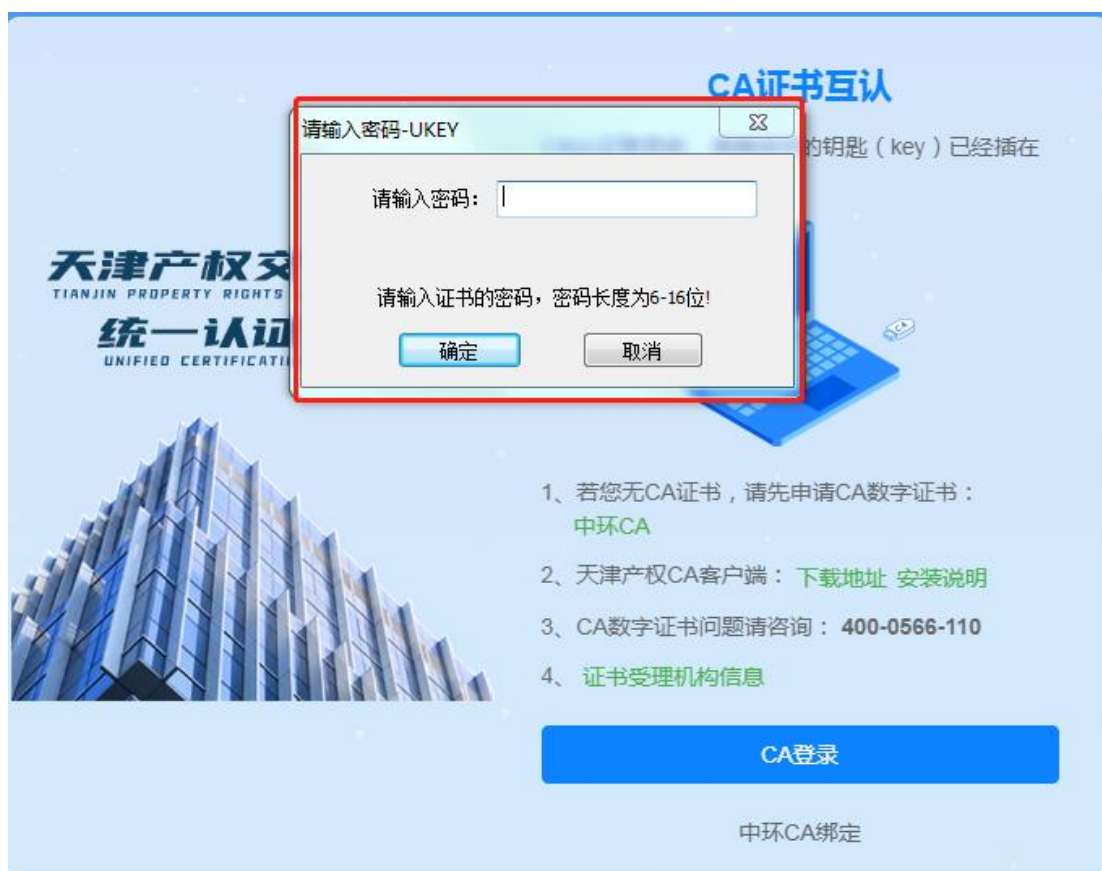 CA证书互认
请输入密码-UKEY
的钥匙（key）已经插在
请输入密码：
请输入证书的密码，密码长度为6-16位!
确定 取消
天津产权交
TIANJIN PROPERTY RIGHTS
统一认证
UNIFIED CERTIFICATI
CA
1、若您无CA证书，请先申请CA数字证书：
中环CA
2、天津产权CA客户端：下载地址 安装说明
3、CA数字证书问题请咨询：400-0566-110
4、证书受理机构信息
CA登录
中环CA绑定